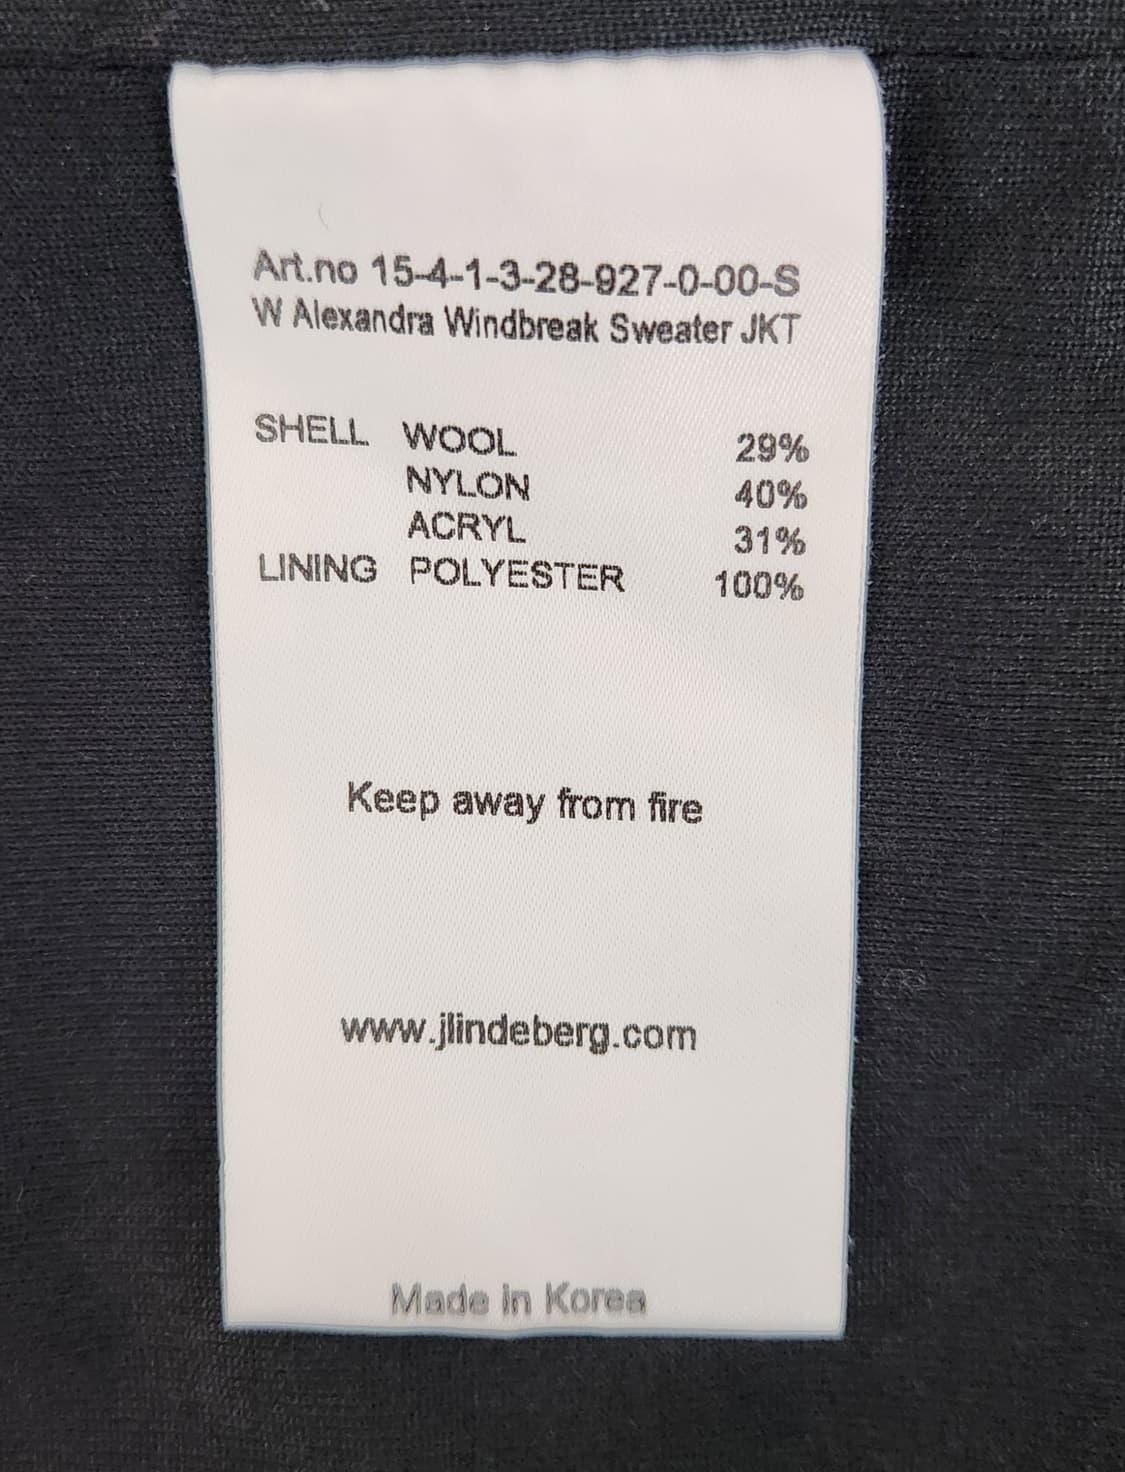 Art.no 15-4-1-3-28-927-0-00-S
W Alexandra Windbreak Sweater JKT
SHELL WOOL 29%
NYLON 40%
ACRYL 31%
LINING POLYESTER 100%
Keep away from fire
www.jlindeberg.com
Made in Korea